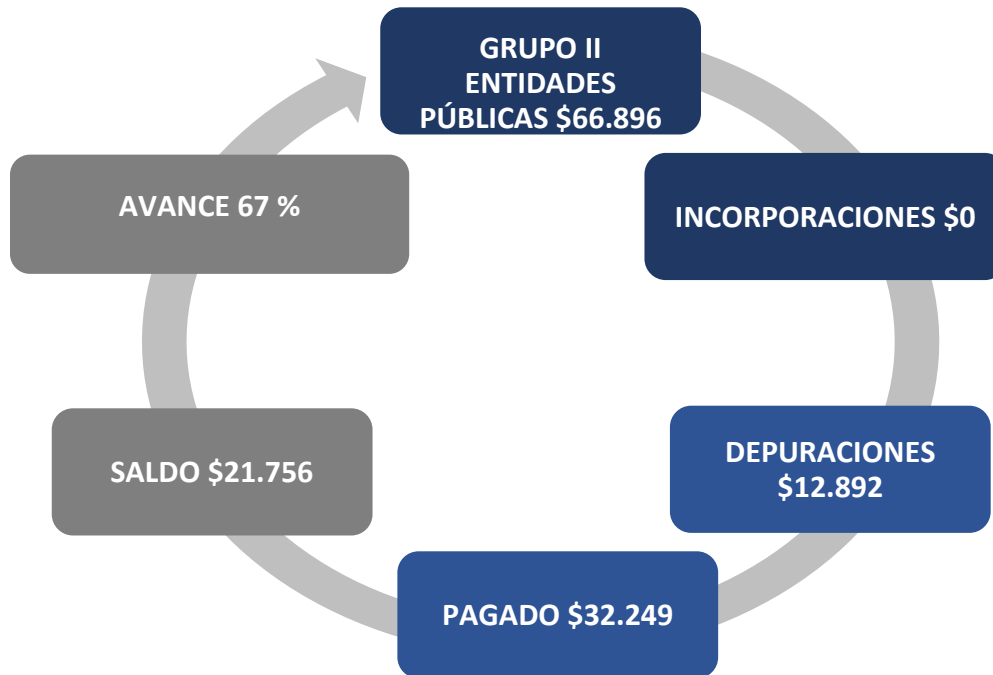 GRUPO II
ENTIDADES
PÚBLICAS $66.896
INCORPORACIONES $0
DEPURACIONES
$12.892
PAGADO $32.249
SALDO $21.756
AVANCE 67 %